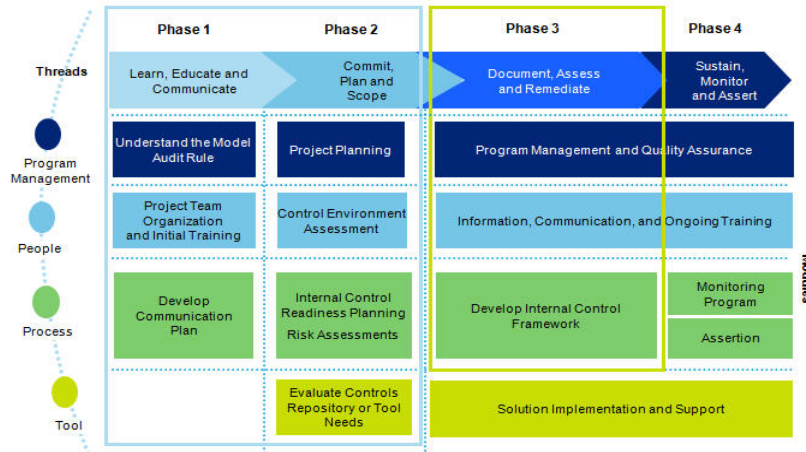 Phase 1
Phase 2
Phase 3
Phase 4
Threads
Learn, Educate and
Communicate
Commit,
Plan and
Scope
Document, Assess
and Remediate
Sustain,
Monitor
and Assert
Program
Management
Understand the Model
Audit Rule
Project Planning
Program Management and Quality Assurance
People
Project Team
Organization
and Initial Training
Control Environment
Assessment
Information, Communication, and Ongoing Training
Process
Develop
Communication
Plan
Internal Control
Readiness Planning
Risk Assessments
Develop Internal Control
Framework
Monitoring
Program
Assertion
Tool
Evaluate Controls
Repository or Tool
Needs
Solution Implementation and Support